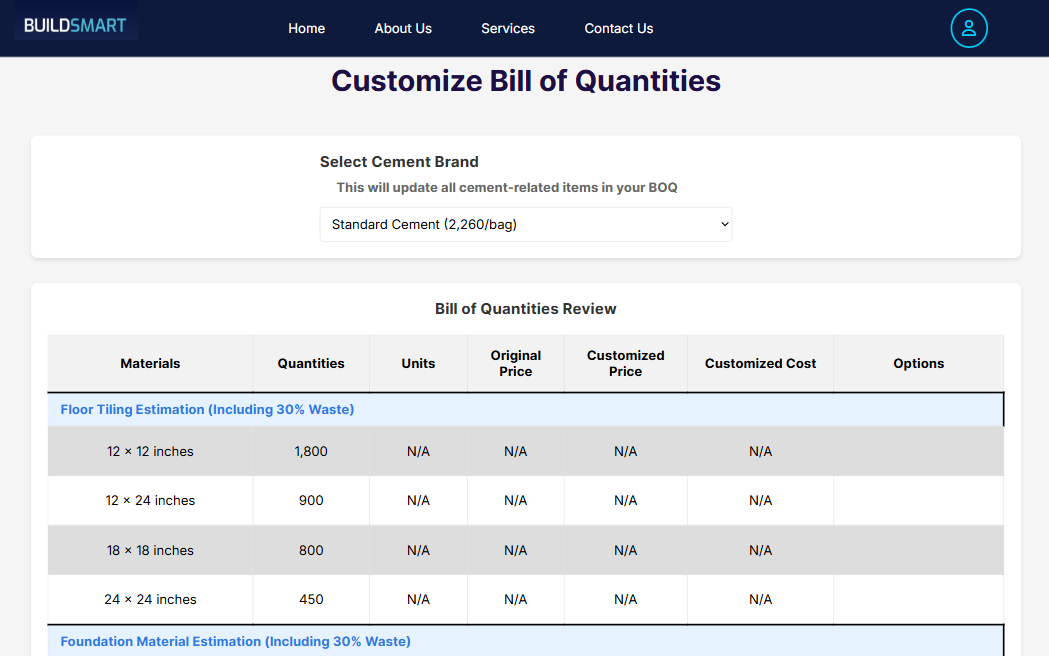 BUILDSMART
Home About Us Services Contact Us
Customize Bill of Quantities
Select Cement Brand
This will update all cement-related items in your BOQ
Standard Cement (2,260/bag)
Bill of Quantities Review
Materials Quantities Units Original Price Customized Price Customized Cost Options
Floor Tiling Estimation (Including 30% Waste)
12 × 12 inches 1,800 N/A N/A N/A N/A
12 × 24 inches 900 N/A N/A N/A N/A
18 × 18 inches 800 N/A N/A N/A N/A
24 × 24 inches 450 N/A N/A N/A N/A
Foundation Material Estimation (Including 30% Waste)